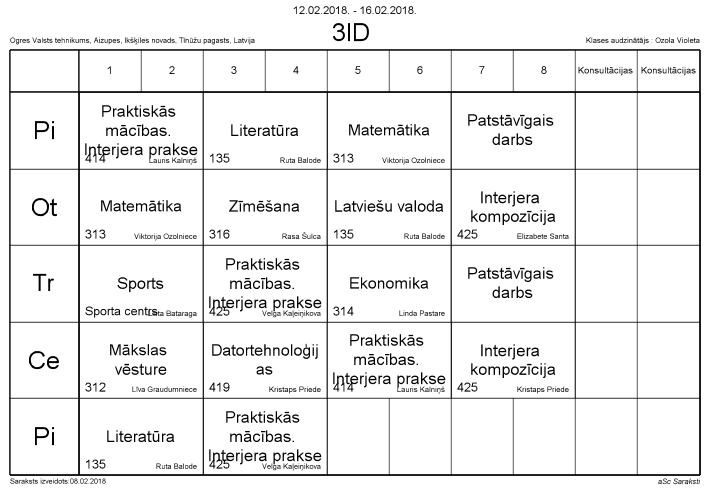 12.02.2018. - 16.02.2018.
3ID
Ogres Valsts tehnikums, Aizupes, Ikšķiles novads, Tīnūžu pagasts, Latvija
Klases audzinātājs : Ozola Violeta
1 2 3 4 5 6 7 8 Konsultācijas Konsultācijas
Pi
Praktiskās
mācības.
Interjera prakse
414 Lauris Kalniņš
Literatūra
135 Ruta Balode
Matemātika
313 Viktorija Ozolniece
Patstāvīgais
darbs
Ot
Matemātika
313 Viktorija Ozolniece
Zīmēšana
316 Rasa Šulca
Latviešu valoda
135 Ruta Balode
Interjera
kompozīcija
425 Elizabete Santa
Tr
Sports
Sporta centrs Bataraga
Praktiskās
mācības.
Interjera prakse
425 Velga Kaļeiņikova
Ekonomika
314 Linda Pastare
Patstāvīgais
darbs
Ce
Mākslas
vēsture
312 Līva Graudumniece
Datortehnoloģij
as
419 Kristaps Priede
Praktiskās
mācības.
Interjera prakse
414 Lauris Kalniņš
Interjera
kompozīcija
425 Kristaps Priede
Pi
Literatūra
135 Ruta Balode
Praktiskās
mācības.
Interjera prakse
425 Velga Kaļeiņikova
Saraksts izveidots:08.02.2018
aSc Saraksti